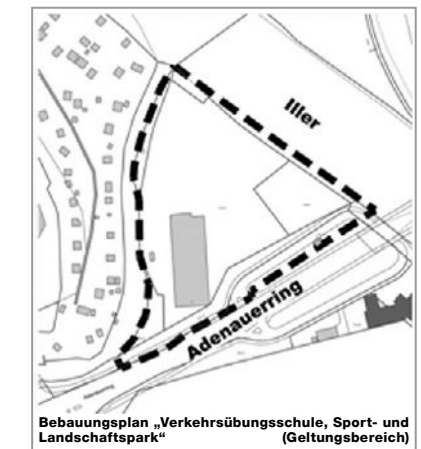 Iller
Adenauerring
Bebauungsplan „Verkehrsübungsschule, Sport- und
Landschaftspark“ (Geltungsbereich)